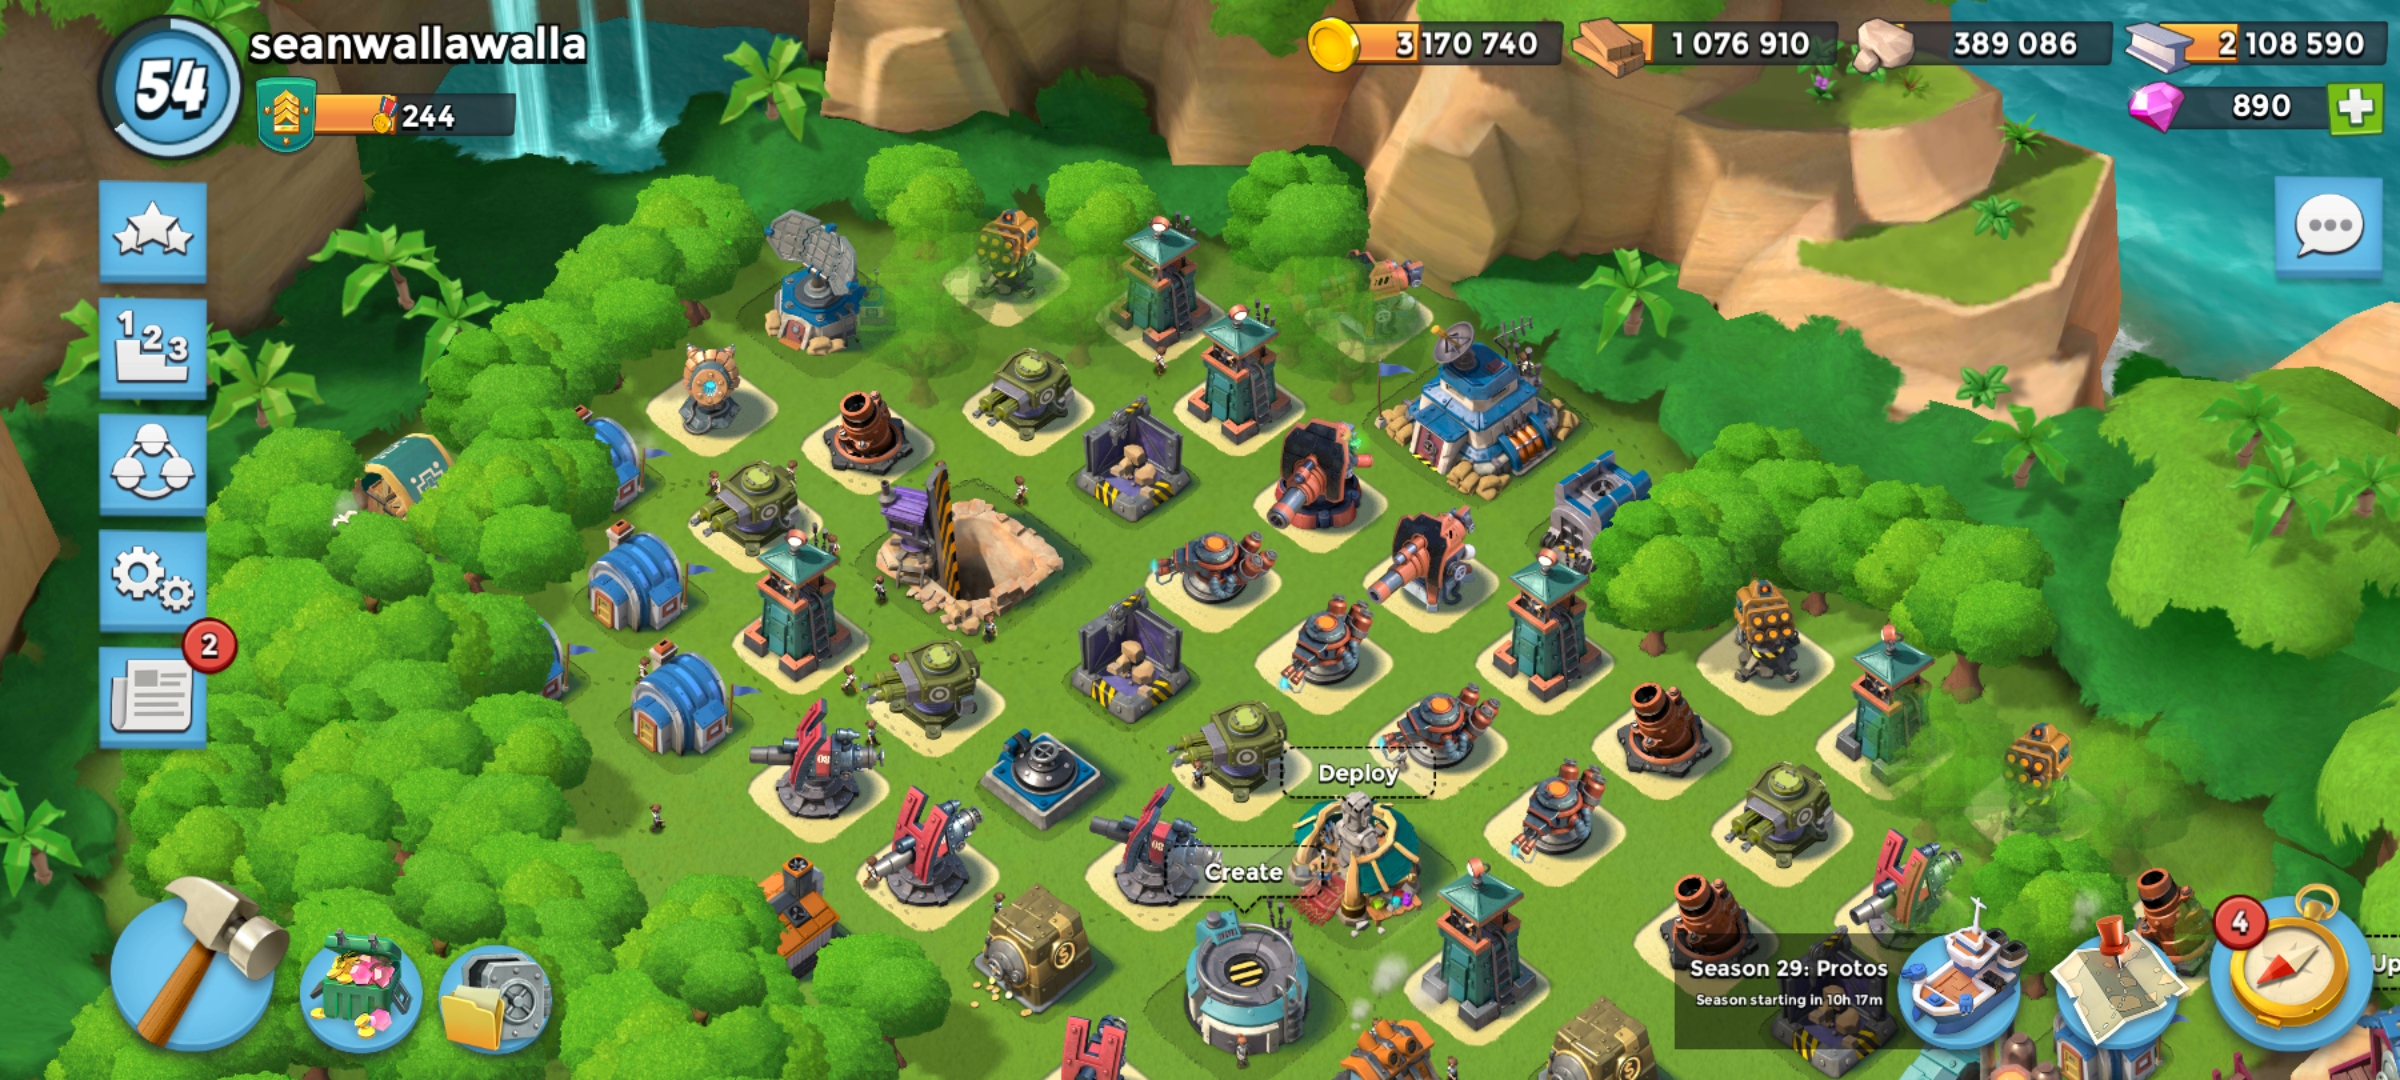 54
seanwallawalla
244
3 170 740
1 076 910
389 086
2 108 590
890
1 2 3
2
Deploy
Create
4
Season 29: Protos
Season starting in 10h 17m
Up